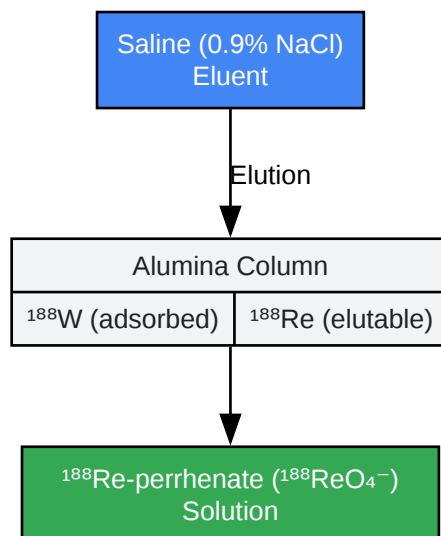 Saline (0.9% NaCl)
Eluent
Elution
Alumina Column
¹⁸⁸W (adsorbed)
¹⁸⁸Re (elutable)
¹⁸⁸Re-perrhenate (¹⁸⁸ReO₄⁻)
Solution